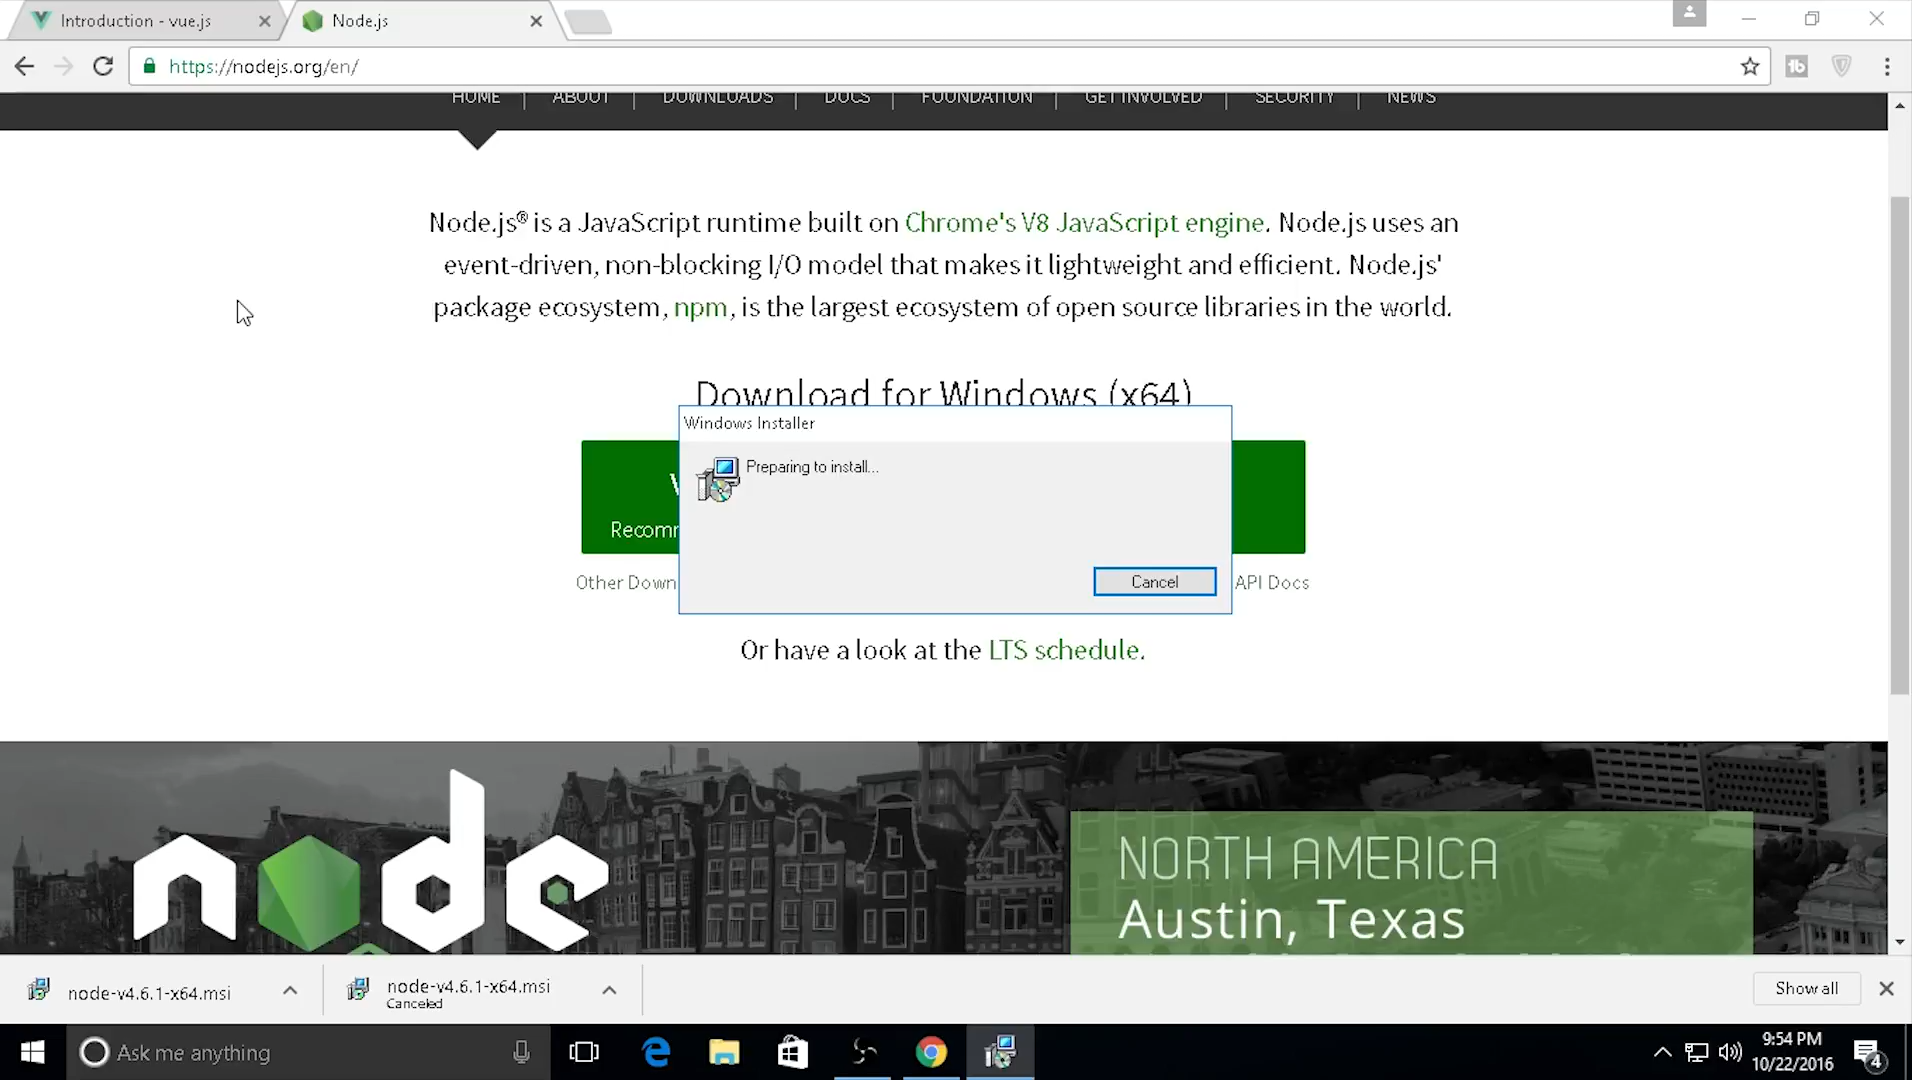 Introduction - vue.js
Node.js
https://nodejs.org/en/
HOME | ABOUT | DOWNLOADS | DOCS | FOUNDATION | GET INVOLVED | SECURITY | NEWS
Node.js® is a JavaScript runtime built on Chrome's V8 JavaScript engine. Node.js uses an
event-driven, non-blocking I/O model that makes it lightweight and efficient. Node.js'
package ecosystem, npm, is the largest ecosystem of open source libraries in the world.
Download for Windows (x64)
Windows Installer
Preparing to install...
Cancel
Other
API Docs
Or have a look at the LTS schedule.
node
NORTH AMERICA
Austin, Texas
node-v4.6.1-x64.msi
node-v4.6.1-x64.msi
Canceled
Show all
Ask me anything
9:54 PM
10/22/2016
4